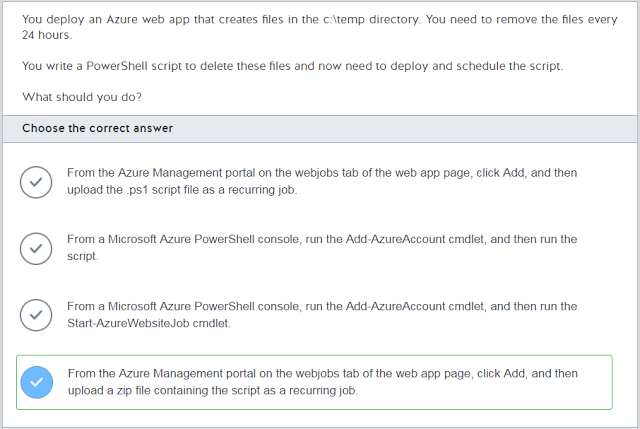 You deploy an Azure web app that creates files in the c:\temp directory. You need to remove the files every
24 hours.
You write a PowerShell script to delete these files and now need to deploy and schedule the script.
What should you do?
Choose the correct answer
From the Azure Management portal on the webjobs tab of the web app page, click Add, and then
upload the .ps1 script file as a recurring job.
From a Microsoft Azure PowerShell console, run the Add-AzureAccount cmdlet, and then run the
script.
From a Microsoft Azure PowerShell console, run the Add-AzureAccount cmdlet, and then run the
Start-AzureWebsiteJob cmdlet.
From the Azure Management portal on the webjobs tab of the web app page, click Add, and then
upload a zip file containing the script as a recurring job.